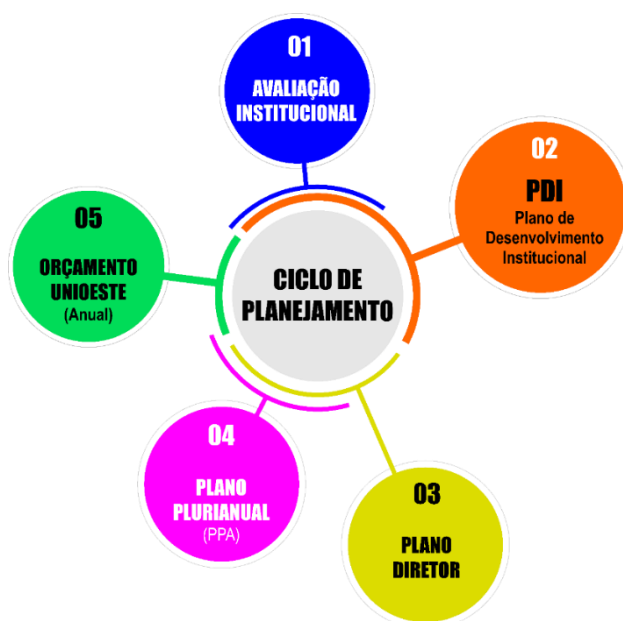 01
AVALIAÇÃO
INSTITUCIONAL
02
PDI
Plano de
Desenvolvimento
Institucional
03
PLANO
DIRETOR
04
PLANO
PLURIANUAL
(PPA)
05
ORÇAMENTO
UNIOESTE
(Anual)
CICLO DE
PLANEJAMENTO